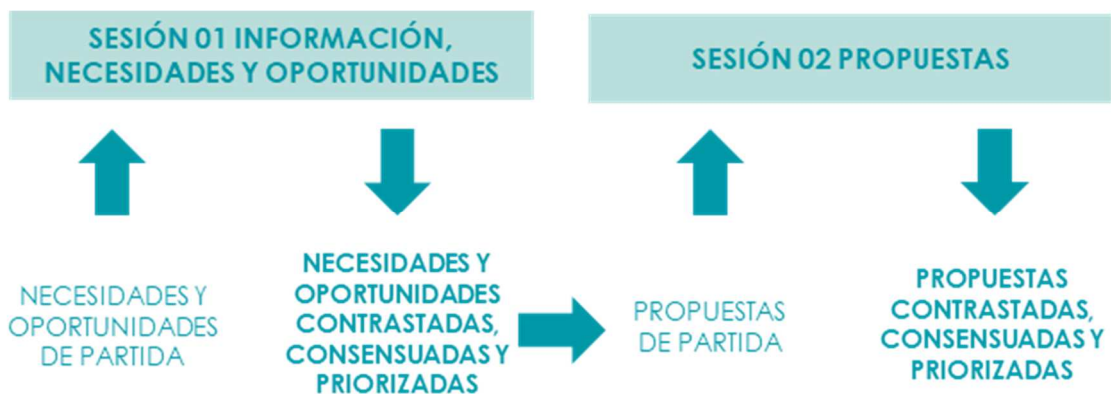 SESIÓN 01 INFORMACIÓN,
NECESIDADES Y OPORTUNIDADES
SESIÓN 02 PROPUESTAS
NECESIDADES Y
OPORTUNIDADES
DE PARTIDA
NECESIDADES Y
OPORTUNIDADES
CONTRASTADAS,
CONSENSUADAS Y
PRIORIZADAS
PROPUESTAS
DE PARTIDA
PROPUESTAS
CONTRASTADAS,
CONSENSUADAS Y
PRIORIZADAS